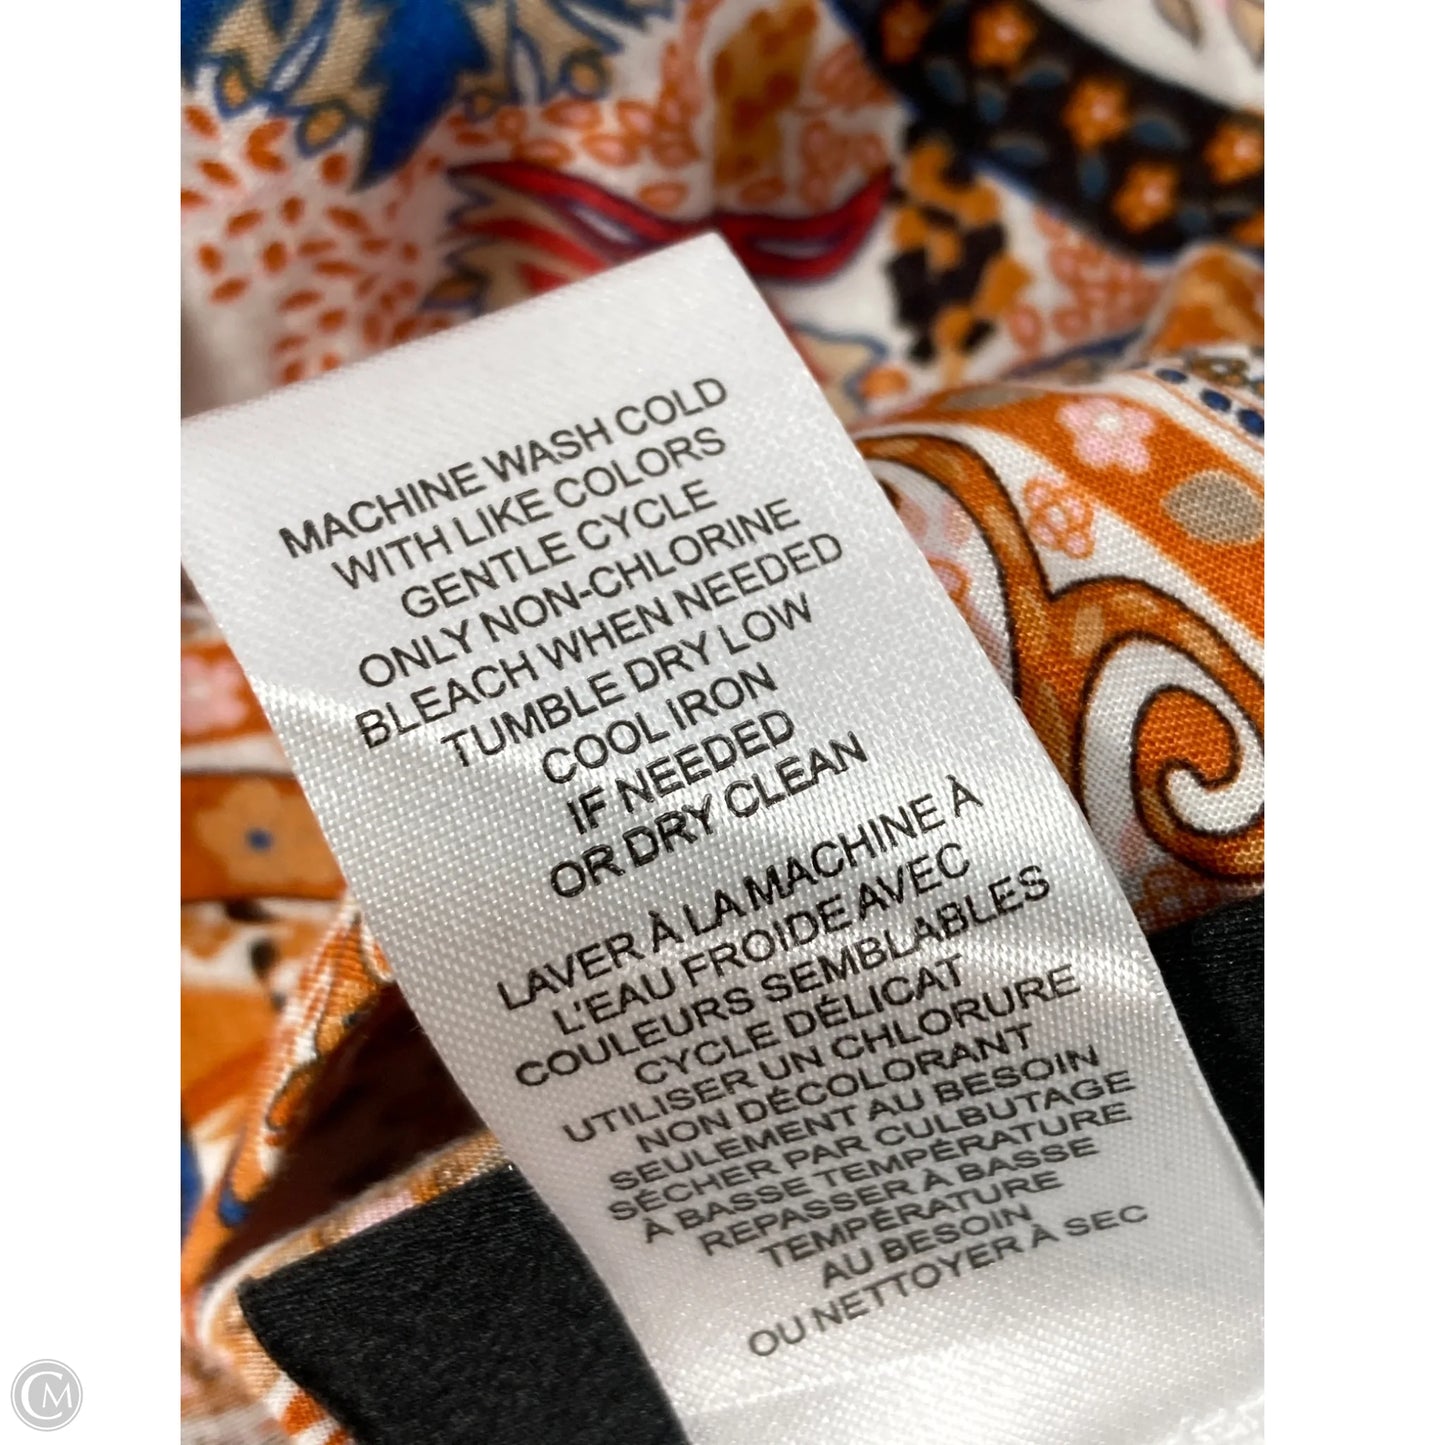 MACHINE WASH COLD
WITH LIKE COLORS
GENTLE CYCLE
ONLY NON-CHLORINE
BLEACH WHEN NEEDED
TUMBLE DRY LOW
COOL IRON
IF NEEDED
OR DRY CLEAN
LAVER À LA MACHINE À
L'EAU FROIDE AVEC
COULEURS SEMBLABLES
CYCLE DÉLICAT
UTILISER UN CHLORURE
NON DÉCOLORANT
SEULEMENT AU BESOIN
SÉCHER PAR CULBUTAGE
À BASSE TEMPÉRATURE
REPASSER À BASSE
TEMPÉRATURE
AU BESOIN
OU NETTOYER À SEC
CM